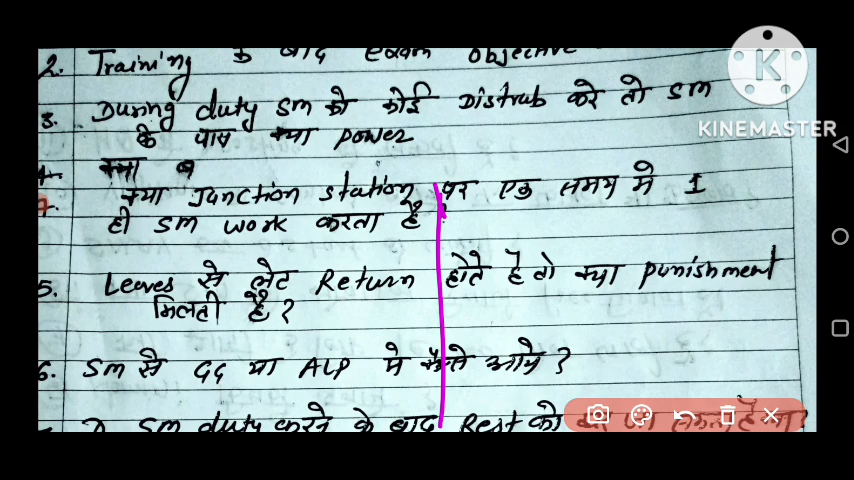 2. Training के बाद exam objective
KINEMASTER
3. During duty Sm को कोई Distrub करे तो Sm
के पास क्या power
4. क्या
क्या Junction station पर एक समय मे 1
7.
ही Sm work करता है ?
5. Leaves से लेट Return होते है तो क्या punishment
मिलती है ?
6. Sm से GG या ALP मे कैसे आये ?
Sm duty करने के बाद Rest को